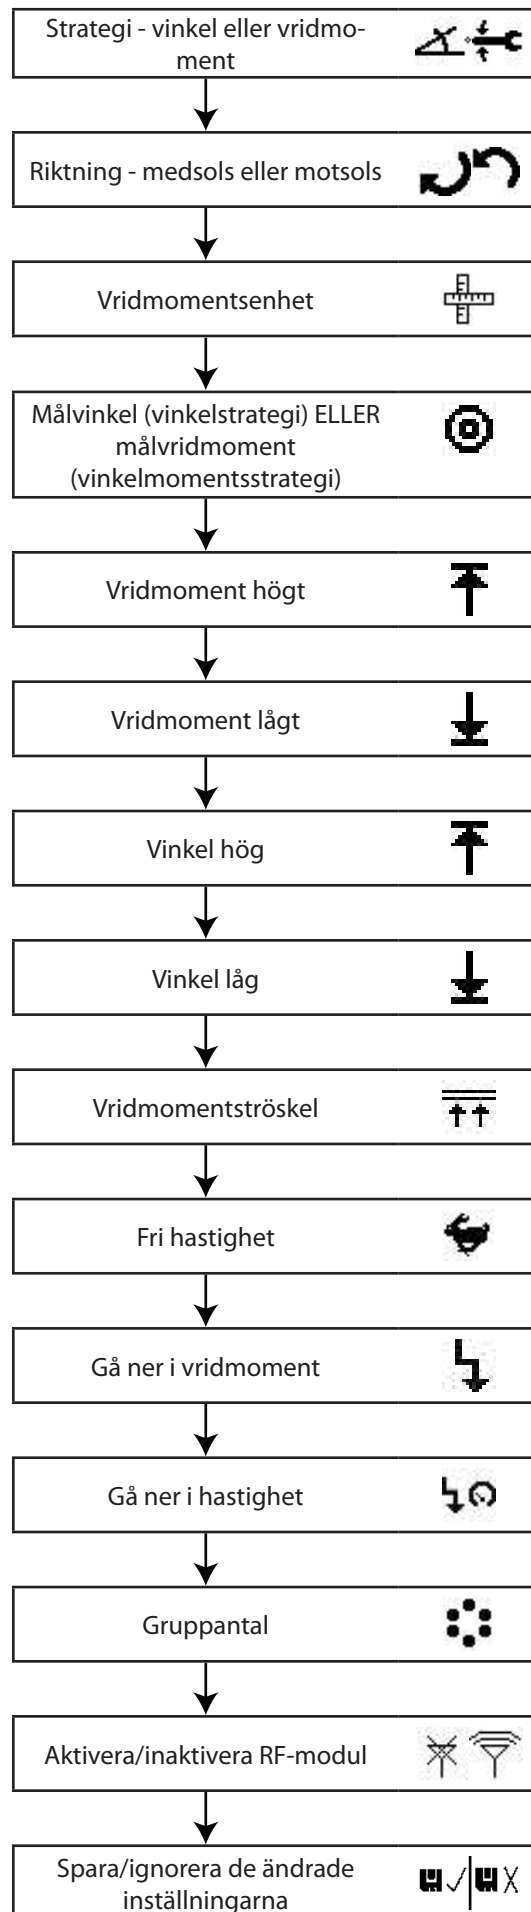 Strategi - vinkel eller vridmo-
ment
Riktning - medsols eller motsols
Vridmomentsenhet
Målvinkel (vinkelstrategi) ELLER
målvridmoment
(vinkelmomentsstrategi)
Vridmoment högt
Vridmoment lågt
Vinkel hög
Vinkel låg
Vridmomentströskel
Fri hastighet
Gå ner i vridmoment
Gå ner i hastighet
Gruppantal
Aktivera/inaktivera RF-modul
Spara/ignorera de ändrade
inställningarna